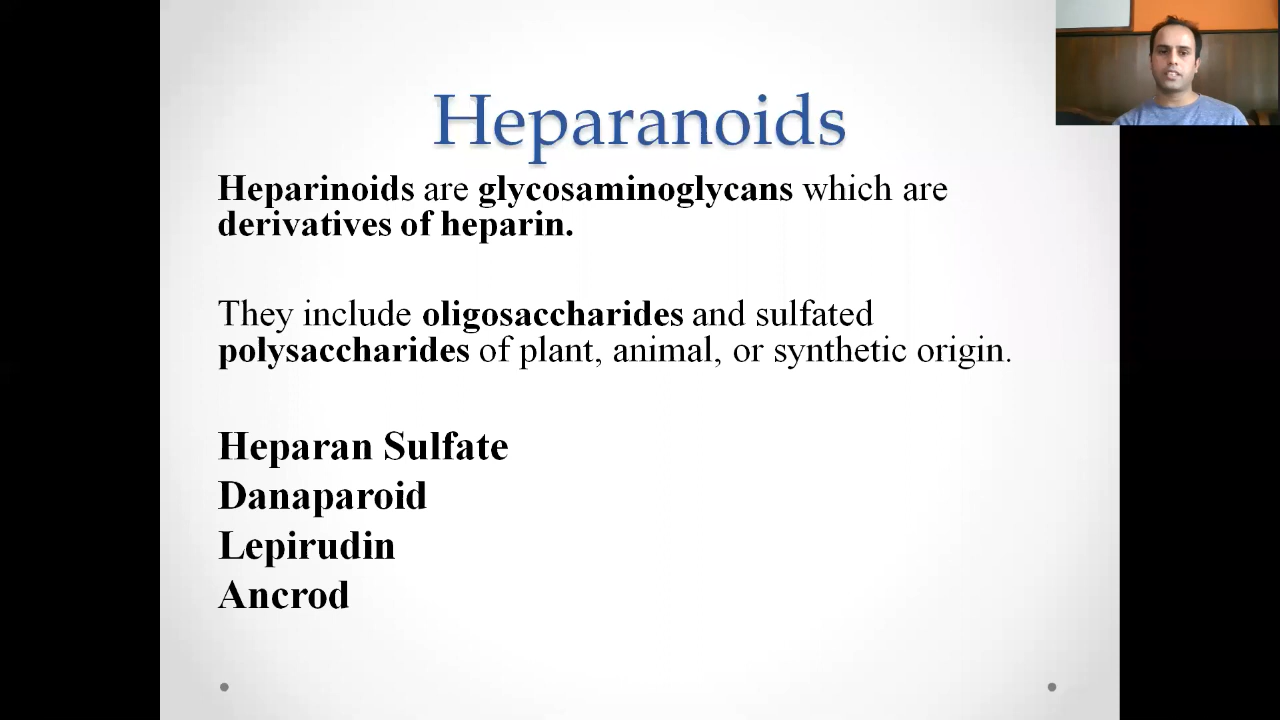 Heparanoids
Heparinoids are glycosaminoglycans which are
derivatives of heparin.
They include oligosaccharides and sulfated
polysaccharides of plant, animal, or synthetic origin.
Heparan Sulfate
Danaparoid
Lepirudin
Ancrod